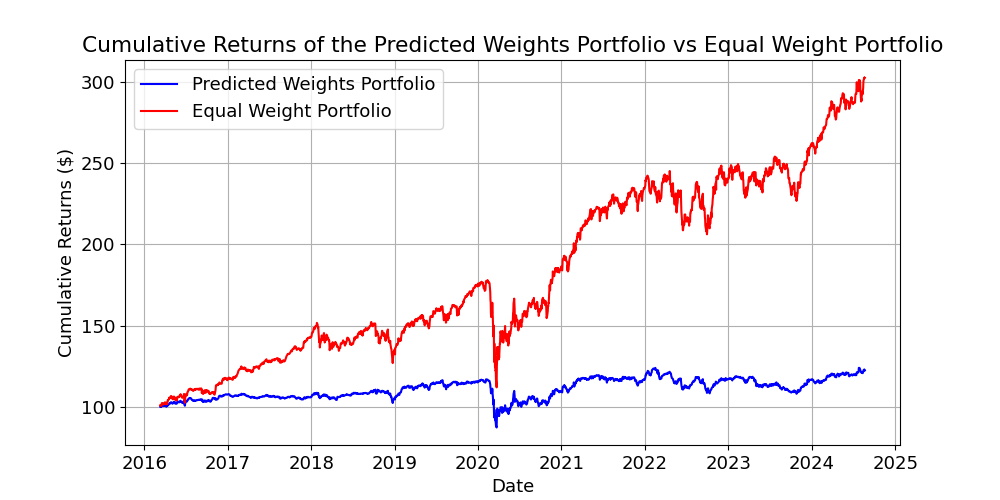 Cumulative Returns of the Predicted Weights Portfolio vs Equal Weight Portfolio
Predicted Weights Portfolio
Equal Weight Portfolio
Cumulative Returns ($)
300
250
200
150
100
2016 2017 2018 2019 2020 2021 2022 2023 2024 2025
Date